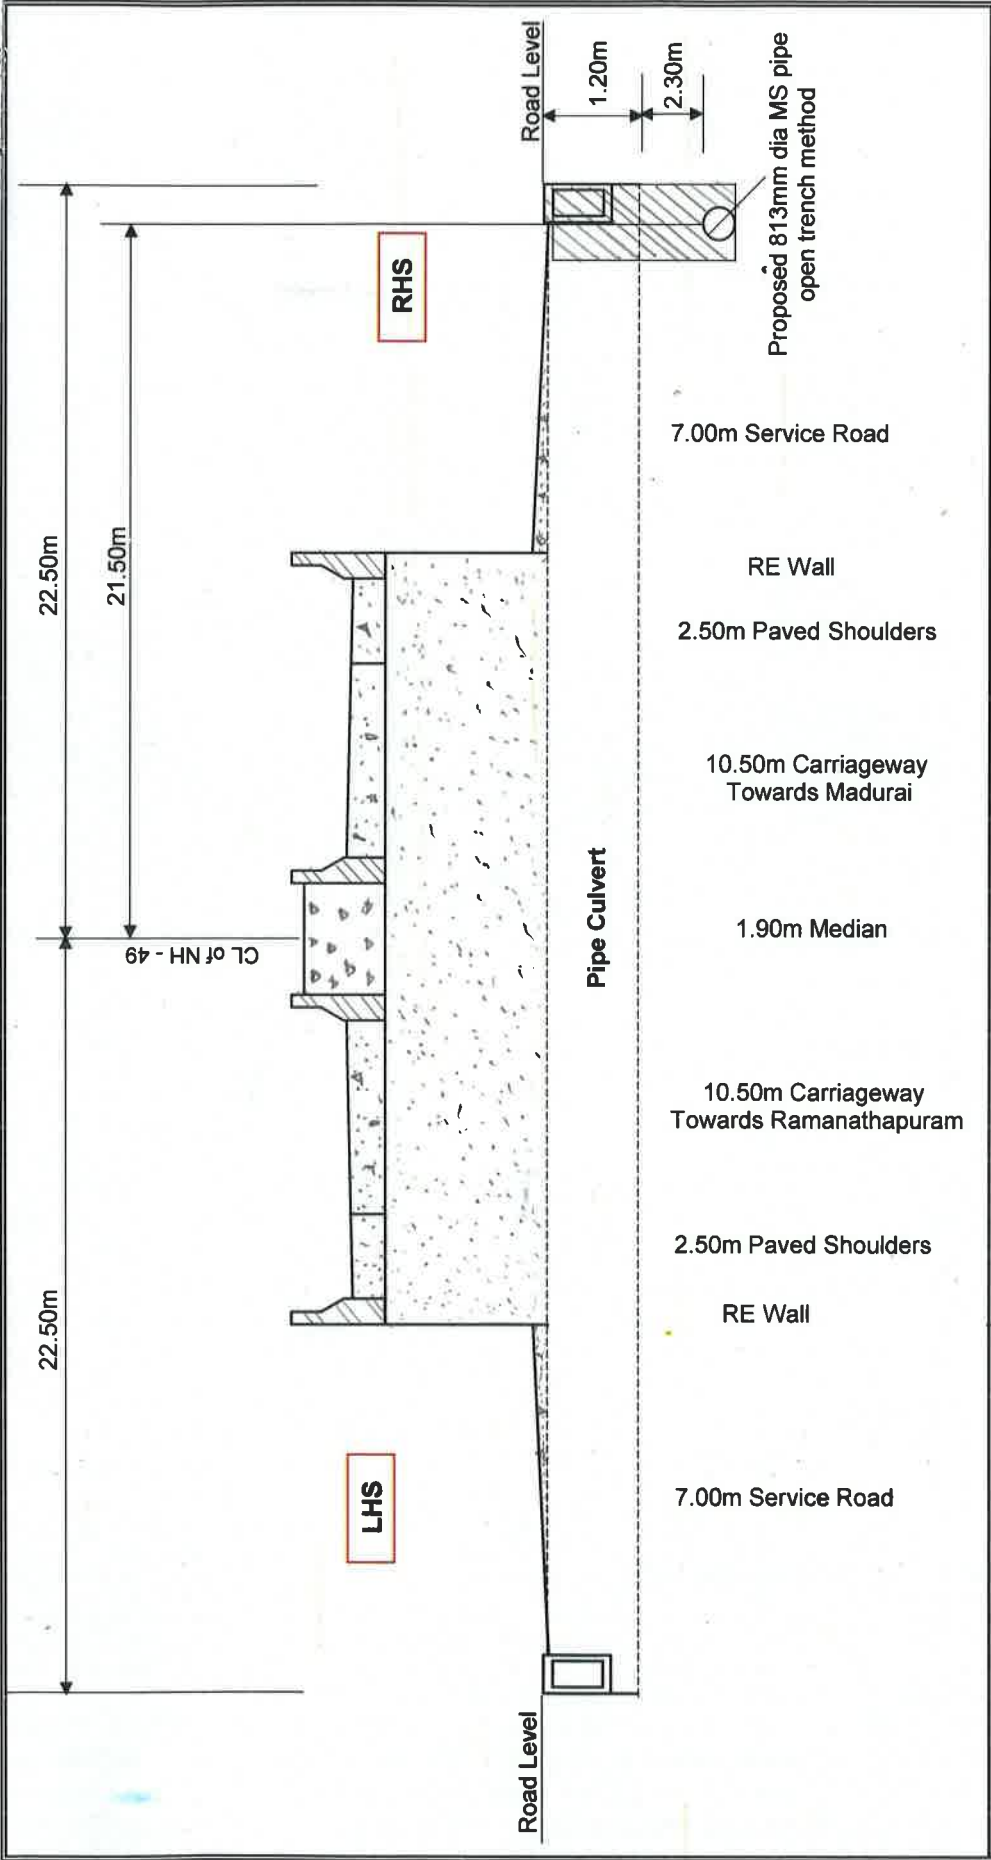 22.50m
22.50m
21.50m
CL of NH - 49
LHS
RHS
Road Level
Road Level
1.20m
2.30m
Pipe Culvert
Proposed 813mm dia MS pipe
open trench method
7.00m Service Road
RE Wall
2.50m Paved Shoulders
10.50m Carriageway
Towards Ramanathapuram
1.90m Median
10.50m Carriageway
Towards Madurai
2.50m Paved Shoulders
RE Wall
7.00m Service Road